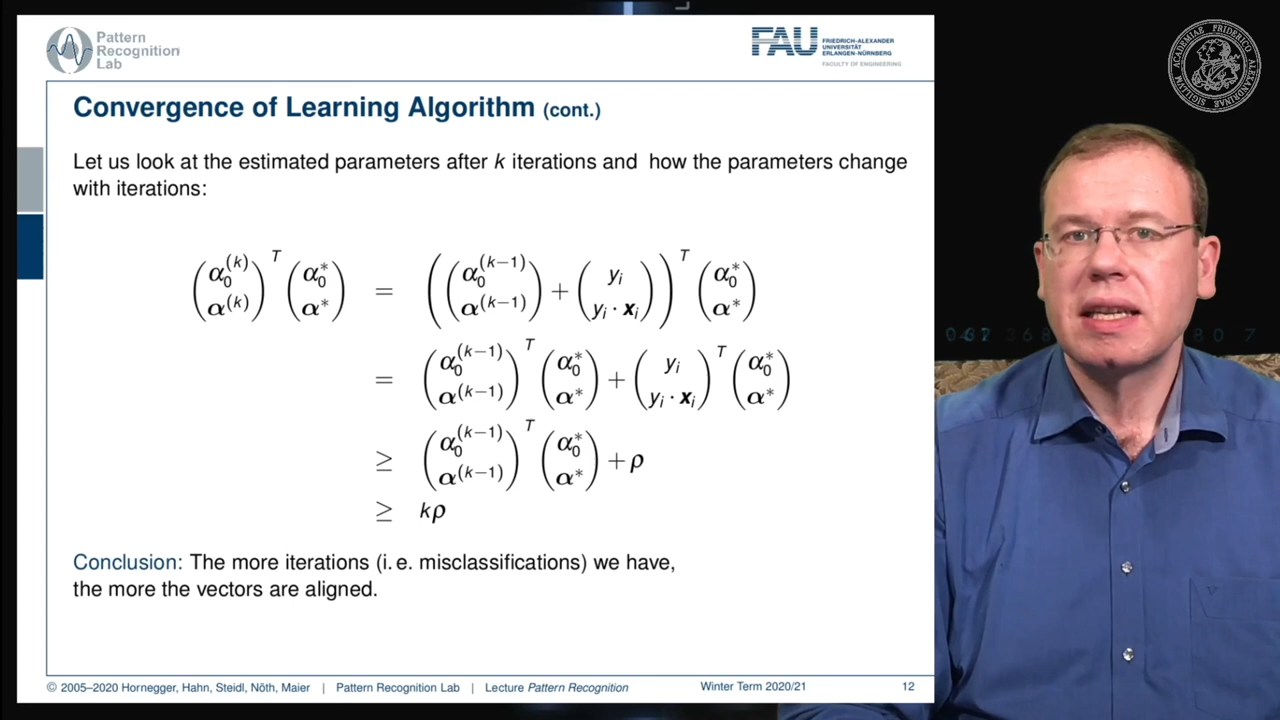 Pattern
Recognition
Lab
FAU
FRIEDRICH-ALEXANDER
UNIVERSITÄT
ERLANGEN-NÜRNBERG
FACULTY OF ENGINEERING
Convergence of Learning Algorithm (cont.)
Let us look at the estimated parameters after k iterations and how the parameters change
with iterations:
(α₀^(k) α^(k))^T (α₀* α*) = ((α₀^(k−1) α^(k−1)) + (yᵢ yᵢ · xᵢ))^T (α₀* α*)
= (α₀^(k−1) α^(k−1))^T (α₀* α*) + (yᵢ yᵢ · xᵢ)^T (α₀* α*)
≥ (α₀^(k−1) α^(k−1))^T (α₀* α*) + ρ
≥ kρ
Conclusion: The more iterations (i. e. misclassifications) we have,
the more the vectors are aligned.
© 2005–2020 Hornegger, Hahn, Steidl, Nöth, Maier | Pattern Recognition Lab | Lecture Pattern Recognition Winter Term 2020/21 12